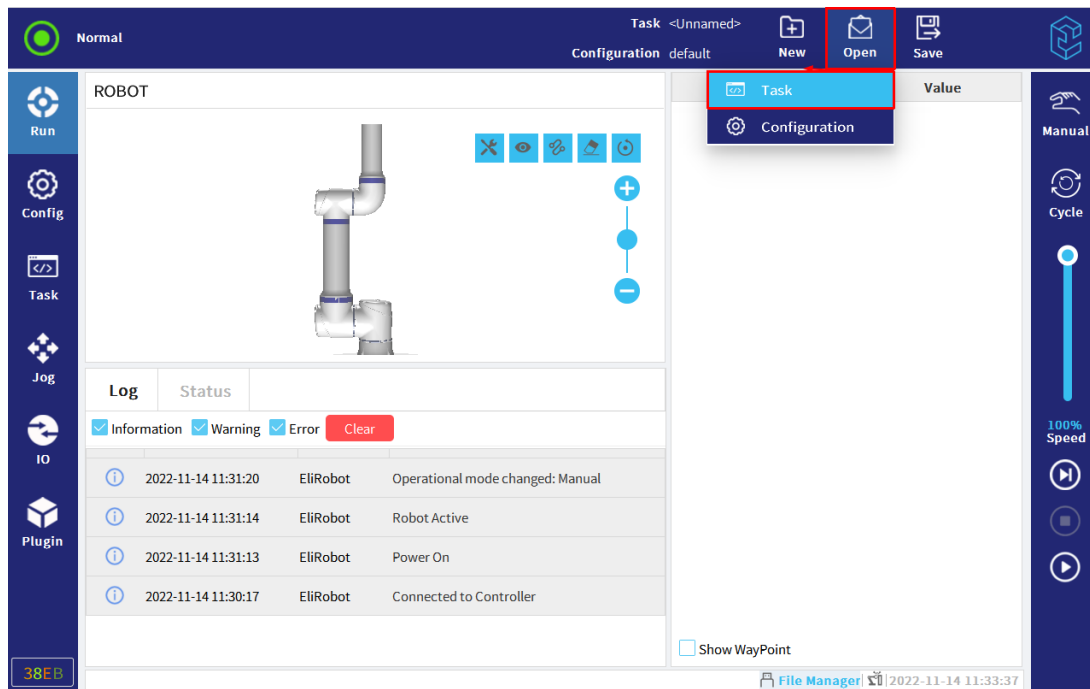 Normal
Task <Unnamed>
Configuration default
New
Open
Save
Task
Configuration
Value
Run
Config
Task
Jog
IO
Plugin
38EB
ROBOT
Log Status
Information Warning Error Clear
2022-11-14 11:31:20 EliRobot Operational mode changed: Manual
2022-11-14 11:31:14 EliRobot Robot Active
2022-11-14 11:31:13 EliRobot Power On
2022-11-14 11:30:17 EliRobot Connected to Controller
Show WayPoint
File Manager 2022-11-14 11:33:37
Manual
Cycle
100%
Speed